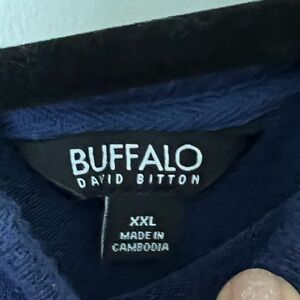 BUFFALO
DAVID BITTON
XXL
MADE IN
CAMBODIA